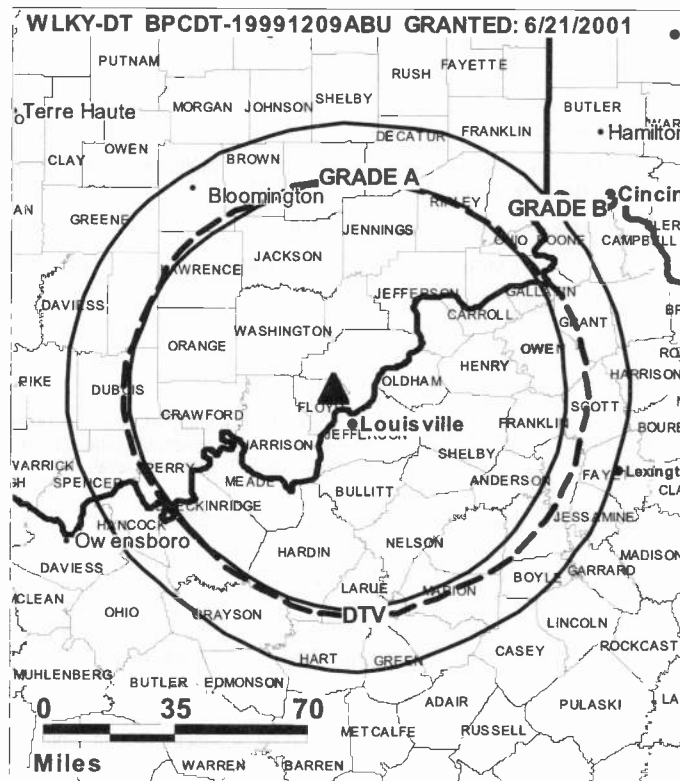 WLKY-DT BPCDT-19991209ABU GRANTED: 6/21/2001
PUTNAM
RUSH
FAYETTE
Terre Haute
MORGAN
JOHNSON
SHELBY
BUTLER
OWEN
CLAY
BROWN
DECATUR
FRANKLIN
Hamilton
GRADE A
Bloomington
RIPLEY
GRADE B
Cincin
GREENE
JENNINGS
OHIO
BOONE
CAMPBELL
LAWRENCE
JACKSON
JEFFERSON
GALLATIN
DAVIESS
CARROLL
GRANT
WASHINGTON
ORANGE
OWEN
HENRY
PIKE
DUBOIS
OLDHAM
HARRISON
CRAWFORD
FLOYD
SCOTT
Louisville
JEFFERSON
FRANKLIN
BOURB
HARRISON
SHELBY
WARRICK
SPENCER
PERRY
MEADE
ANDERSON
FAYE
Lexingt
BULLITT
BRECKINRIDGE
HANCOCK
JESSAMINE
Owensboro
HARDIN
NELSON
MADISON
DAVIESS
BOYLE
GARRARD
LARUE
MARION
OHIO
GRAYSON
DTV
LINCOLN
CASEY
ROCKCAST
HART
GREEN
MUHLENBERG
BUTLER
EDMONSON
ADAIR
PULASKI
0 35 70
METCALFE
RUSSELL
Miles
WARREN
BARREN